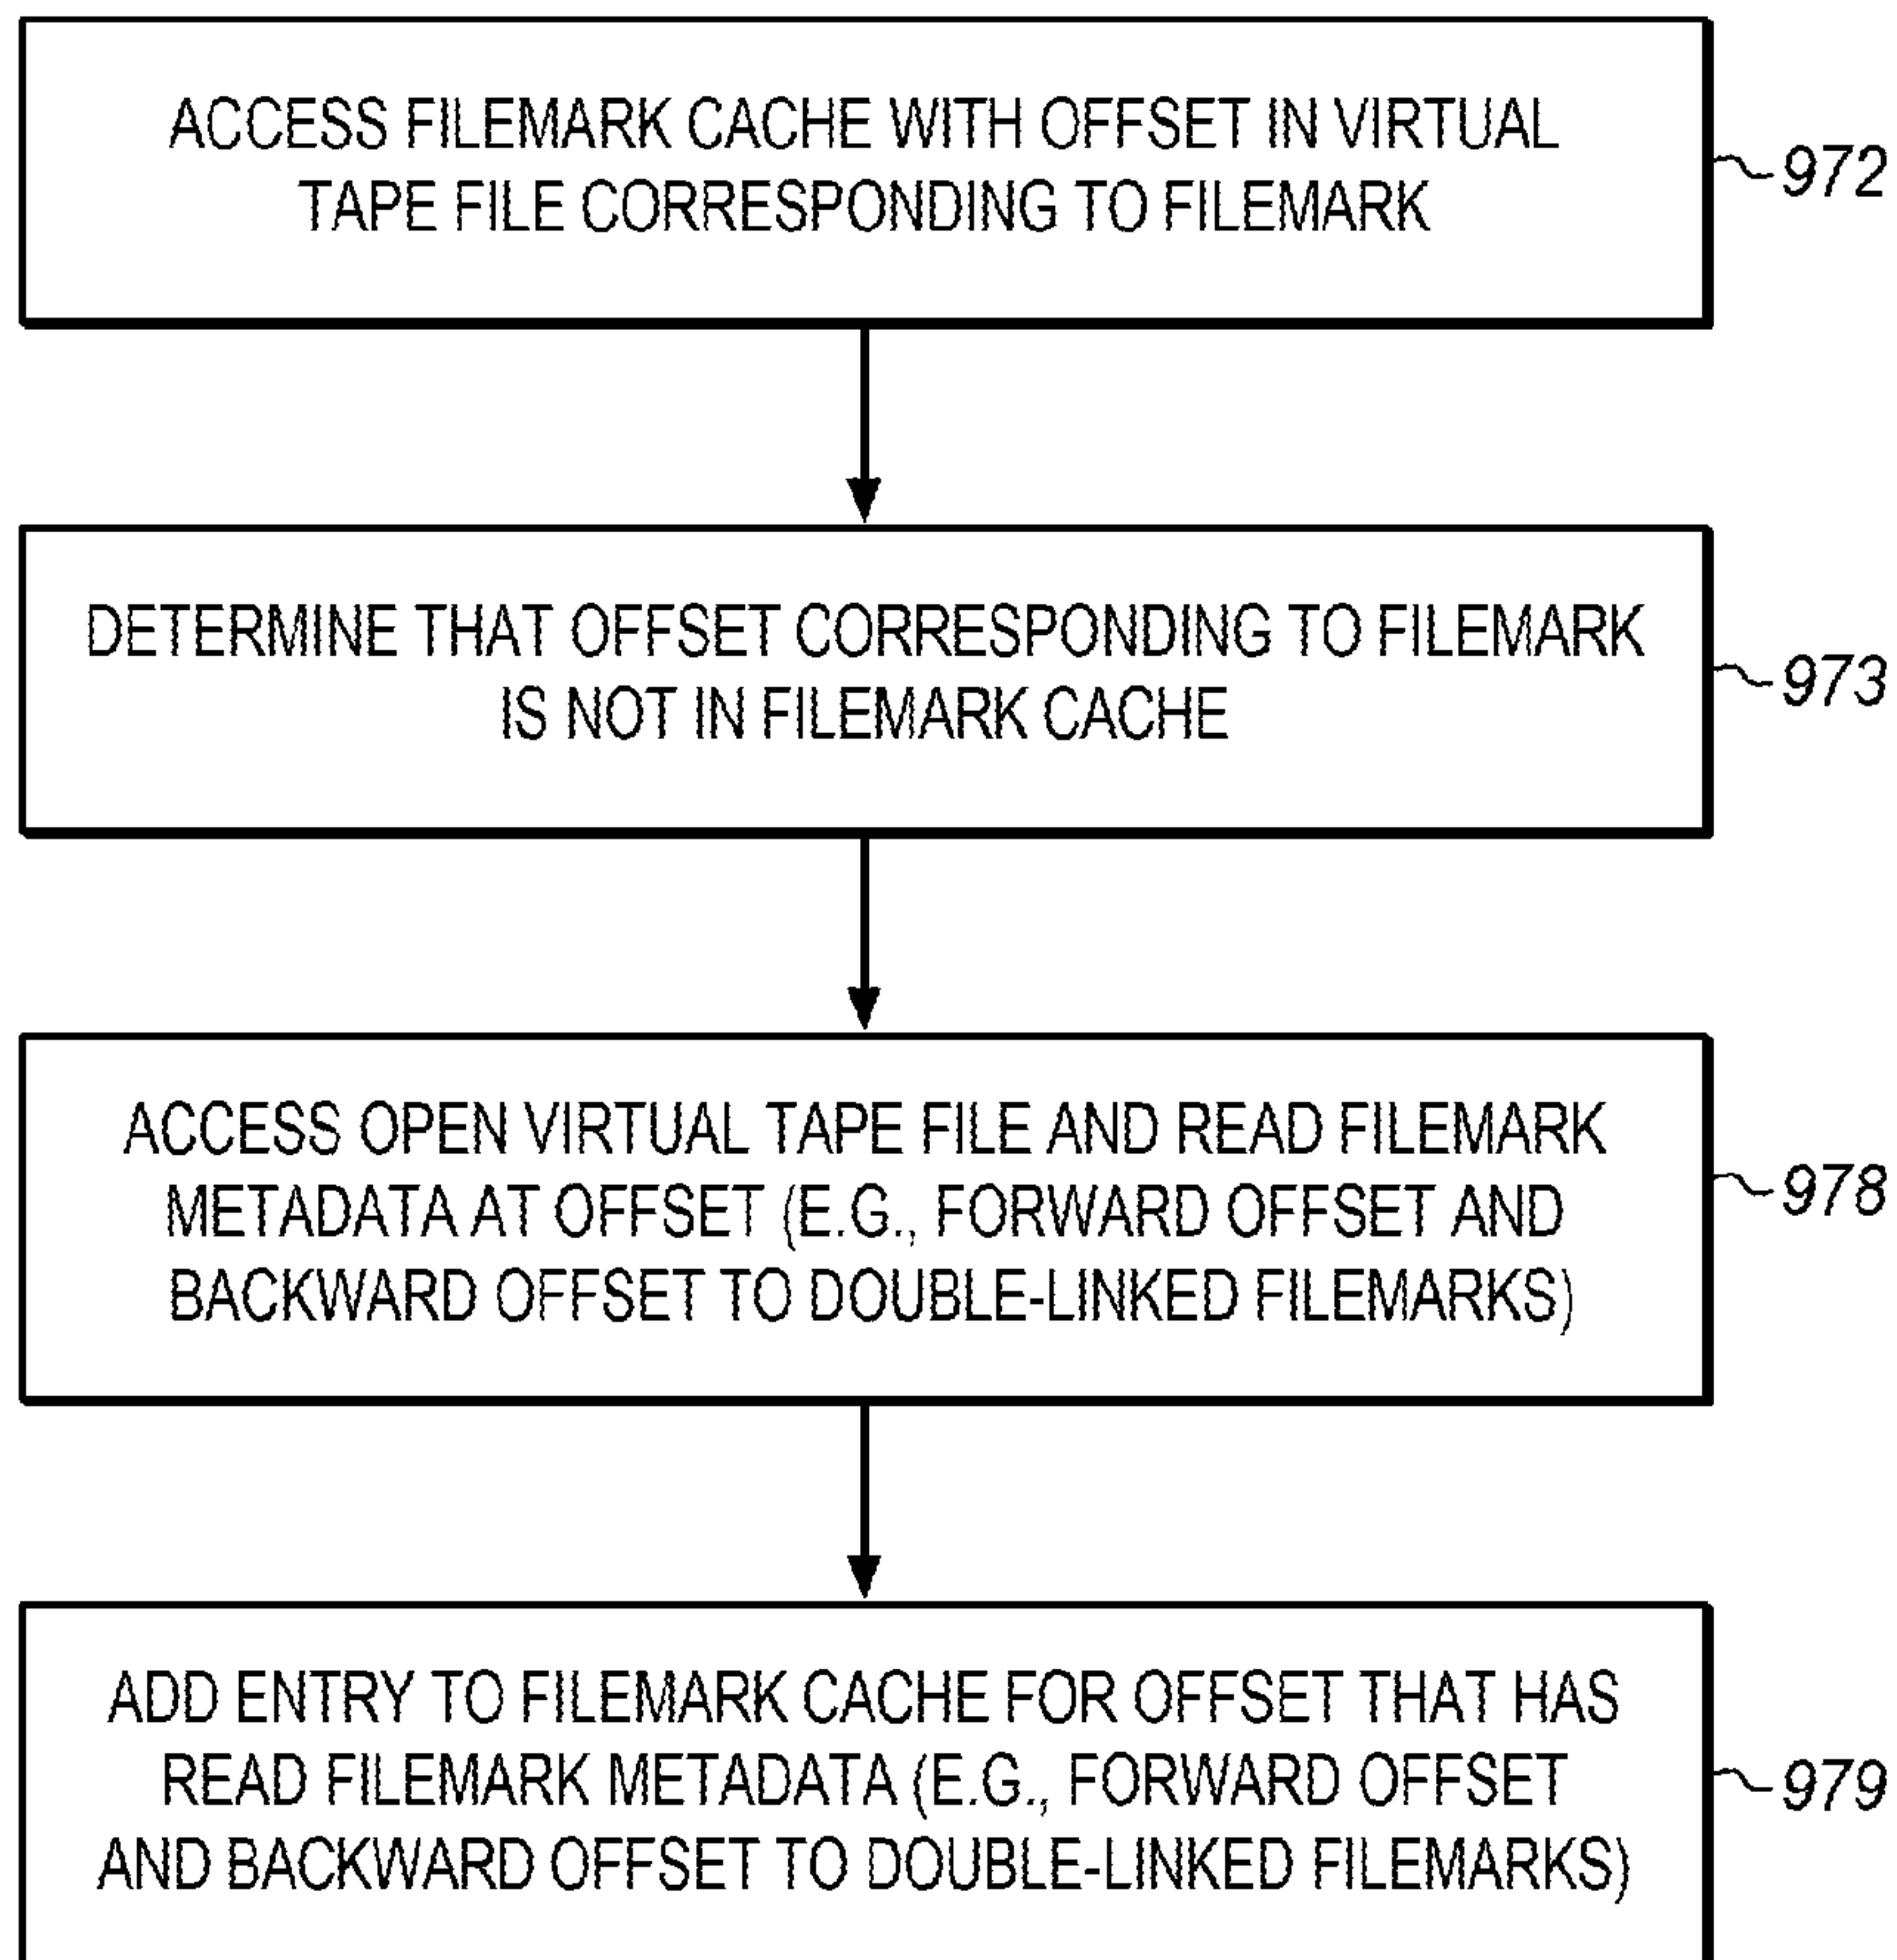 ACCESS FILEMARK CACHE WITH OFFSET IN VIRTUAL
TAPE FILE CORRESPONDING TO FILEMARK
972
DETERMINE THAT OFFSET CORRESPONDING TO FILEMARK
IS NOT IN FILEMARK CACHE
973
ACCESS OPEN VIRTUAL TAPE FILE AND READ FILEMARK
METADATA AT OFFSET (E.G., FORWARD OFFSET AND
BACKWARD OFFSET TO DOUBLE-LINKED FILEMARKS)
978
ADD ENTRY TO FILEMARK CACHE FOR OFFSET THAT HAS
READ FILEMARK METADATA (E.G., FORWARD OFFSET
AND BACKWARD OFFSET TO DOUBLE-LINKED FILEMARKS)
979